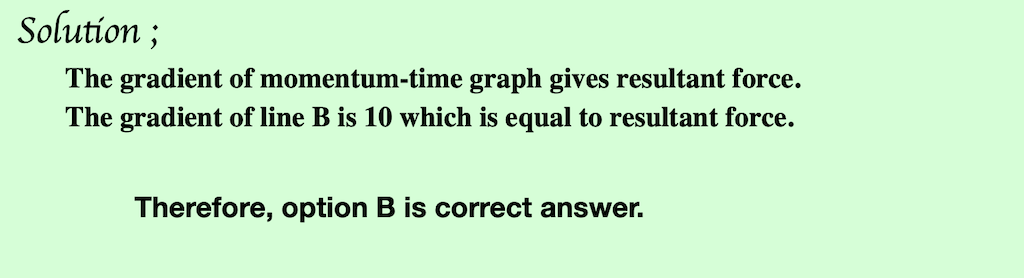 Solution ;
The gradient of momentum-time graph gives resultant force.
The gradient of line B is 10 which is equal to resultant force.
Therefore, option B is correct answer.